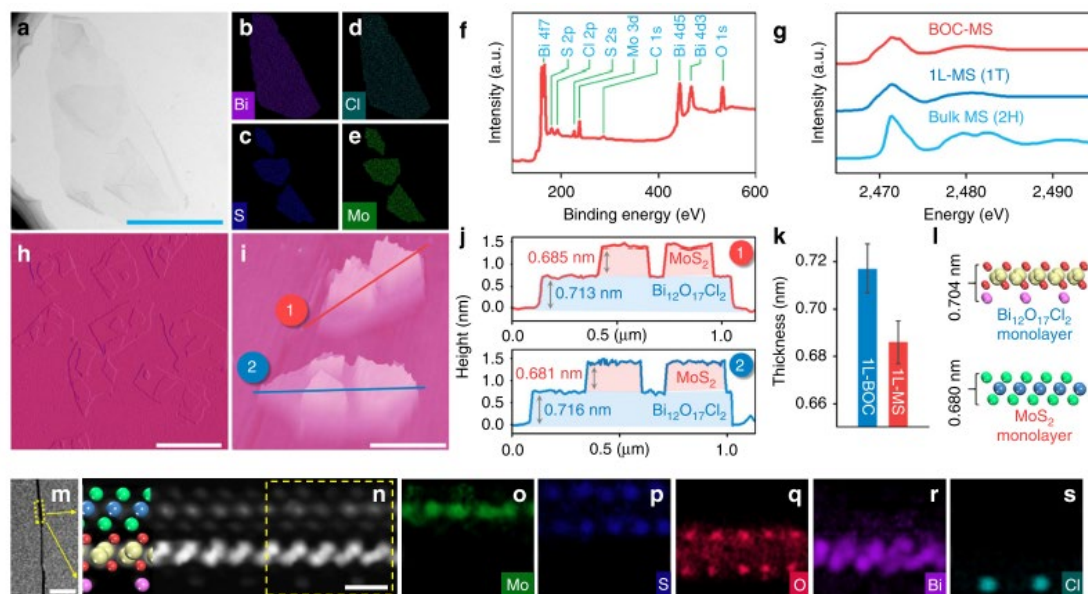 a
b
Bi
d
Cl
c
S
e
Mo
f
Intensity (a.u.)
Bi 4f7
S 2p
Cl 2p
S 2s
Mo 3d
C 1s
Bi 4d5
Bi 4d3
O 1s
200 400 600
Binding energy (eV)
g
Intensity (a.u.)
BOC-MS
1L-MS (1T)
Bulk MS (2H)
2,470 2,480 2,490
Energy (eV)
h
i
1
2
j
Height (nm)
1.5
1.0
0.5
0.0
0.685 nm
MoS₂
1
0.713 nm
Bi₁₂O₁₇Cl₂
0.0 0.5 (μm) 1.0
1.5
1.0
0.5
0.0
0.681 nm
MoS₂
2
0.716 nm
Bi₁₂O₁₇Cl₂
0.0 0.5 (μm) 1.0
k
Thickness (nm)
0.72
0.70
0.68
0.66
1L-BOC
1L-MS
l
0.704 nm
Bi₁₂O₁₇Cl₂
monolayer
0.680 nm
MoS₂
monolayer
m
n
o
Mo
p
S
q
O
r
Bi
s
Cl